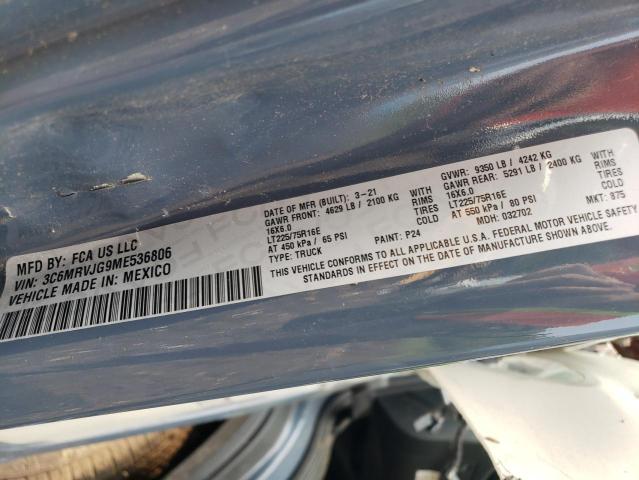 MFD BY: FCA US LLC
VIN: 3C6MRVJG9ME536806
VEHICLE MADE IN: MEXICO
DATE OF MFR (BUILT): 3-21 GVWR: 9350 LB / 4242 KG
GAWR FRONT: 4629 LB / 2100 KG WITH GAWR REAR: 5291 LB / 2400 KG WITH
16X6.0 RIMS 16X6.0 RIMS
LT225/75R16E TIRES LT225/75R16E TIRES
AT 450 kPa / 65 PSI COLD AT 550 kPa / 80 PSI COLD
TYPE: TRUCK PAINT: P24 MDH: 032702 MKT: 875
VEHICLE CONFORMS TO ALL APPLICABLE U.S.A. FEDERAL MOTOR VEHICLE SAFETY
BUMPER AND THEFT PREVENTION STANDARDS IN EFFECT ON THE DATE OF MANUFACTURE SHOWN ABOVE.